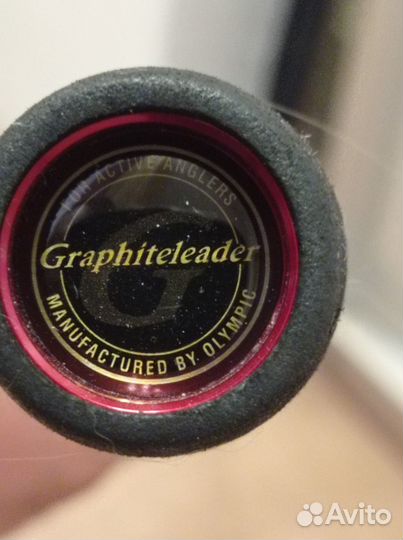 FOR ACTIVE ANGLERS
Graphiteleader
MANUFACTURED BY OLYMPIC
Avito